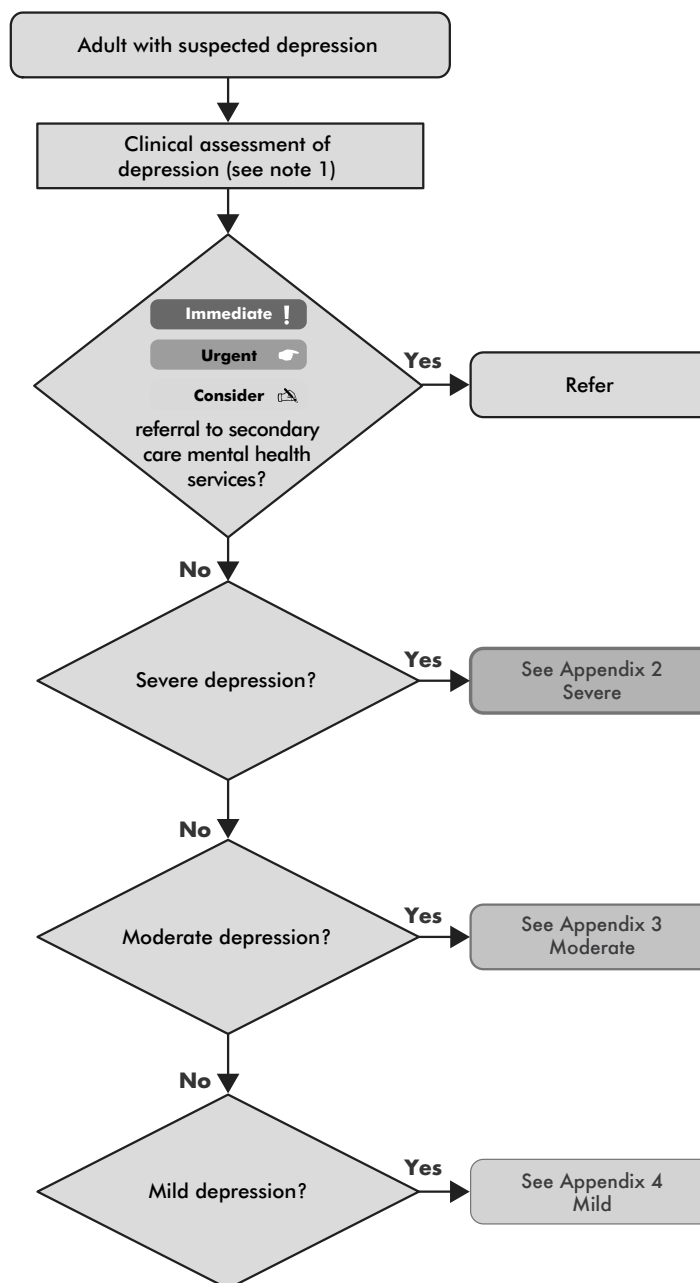 Adult with suspected depression
Clinical assessment of
depression (see note 1)
Immediate !
Urgent
Consider
referral to secondary
care mental health
services?
Yes
Refer
No
Severe depression?
Yes
See Appendix 2
Severe
No
Moderate depression?
Yes
See Appendix 3
Moderate
No
Mild depression?
Yes
See Appendix 4
Mild